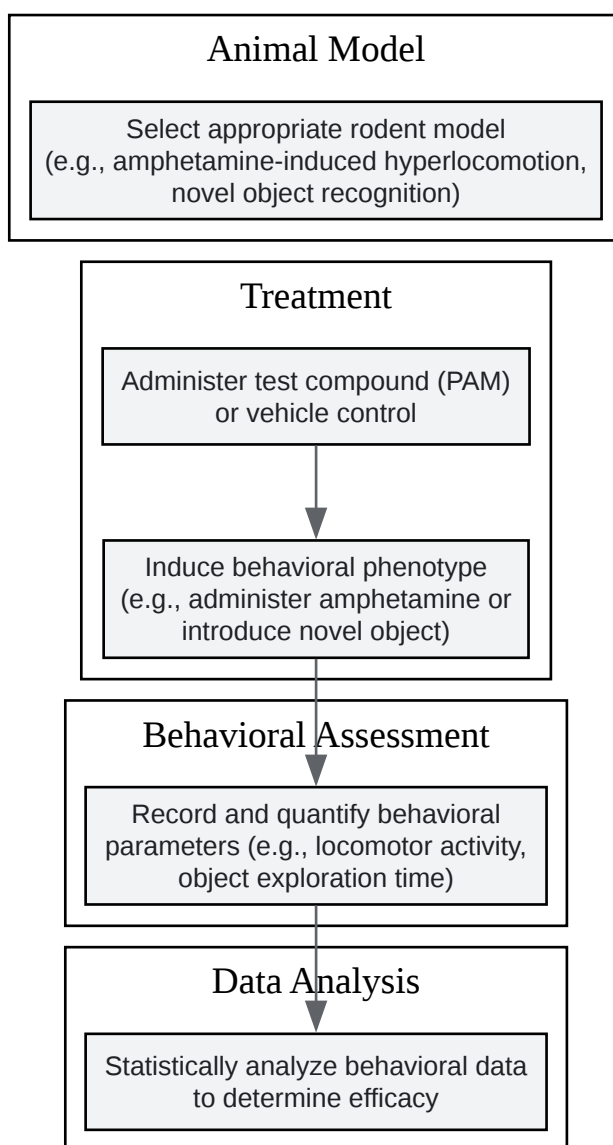 Animal Model
Select appropriate rodent model
(e.g., amphetamine-induced hyperlocomotion,
novel object recognition)
Treatment
Administer test compound (PAM)
or vehicle control
Induce behavioral phenotype
(e.g., administer amphetamine or
introduce novel object)
Behavioral Assessment
Record and quantify behavioral
parameters (e.g., locomotor activity,
object exploration time)
Data Analysis
Statistically analyze behavioral data
to determine efficacy